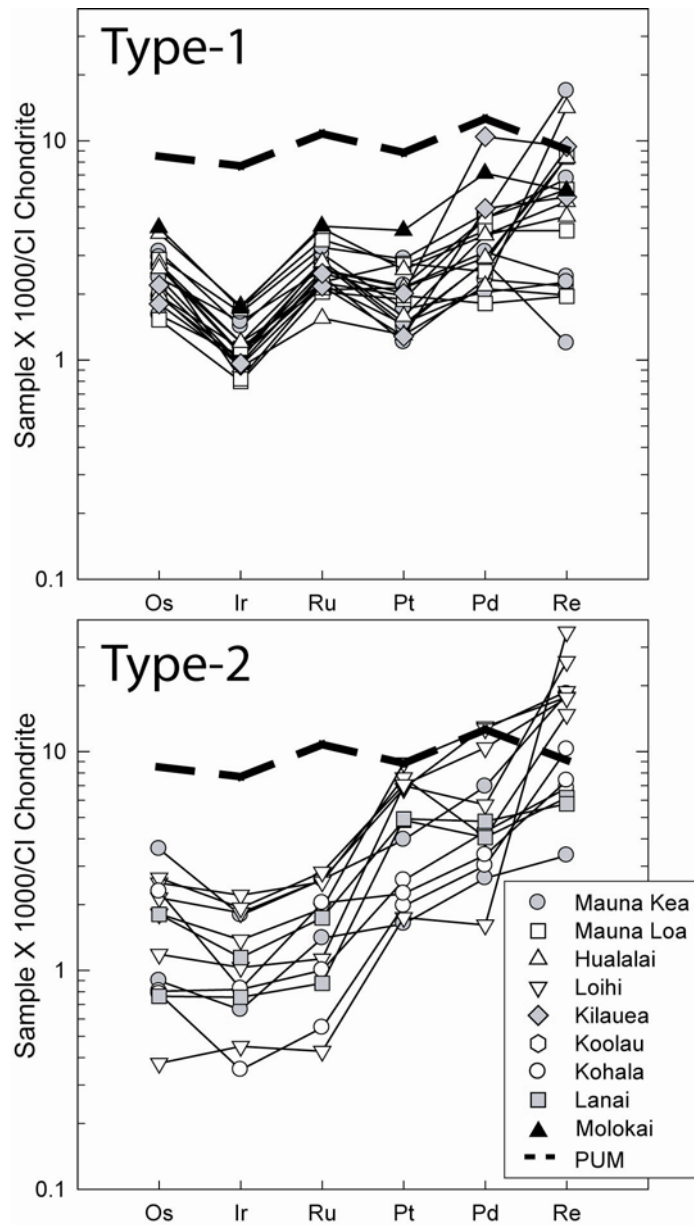 Type-1
Sample X 1000/CI Chondrite
10
1
0.1
Os Ir Ru Pt Pd Re
Type-2
Sample X 1000/CI Chondrite
10
1
0.1
Os Ir Ru Pt Pd Re
Mauna Kea
Mauna Loa
Hualalai
Loihi
Kilauea
Koolau
Kohala
Lanai
Molokai
PUM